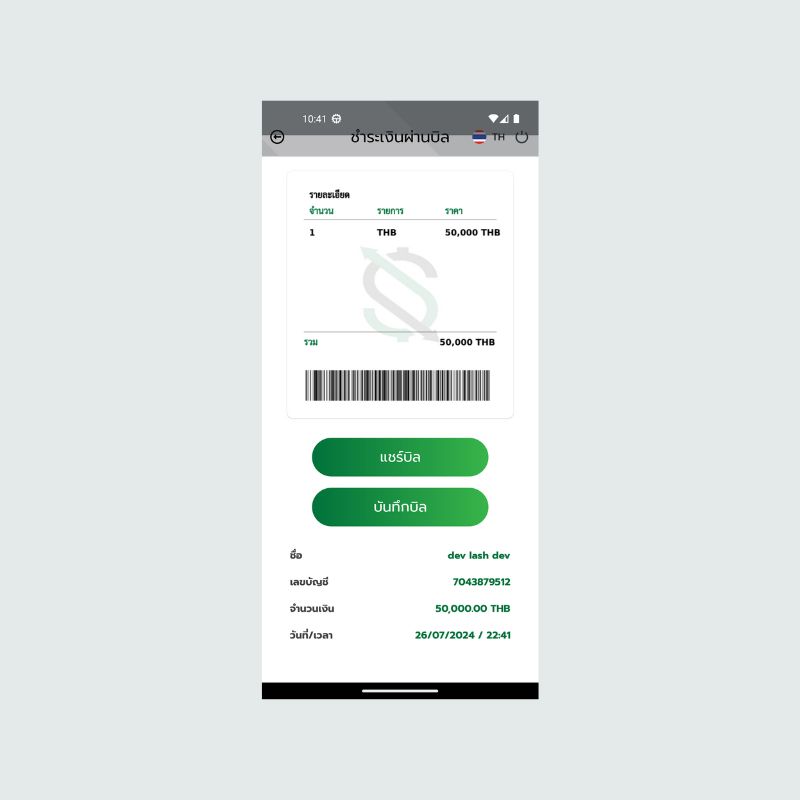 10:41
ชำระเงินผ่านบิล TH
รายละเอียด
จำนวน รายการ ราคา
1 THB 50,000 THB
รวม 50,000 THB
แชร์บิล
บันทึกบิล
ชื่อ dev lash dev
เลขบัญชี 7043879512
จำนวนเงิน 50,000.00 THB
วันที่/เวลา 26/07/2024 / 22:41